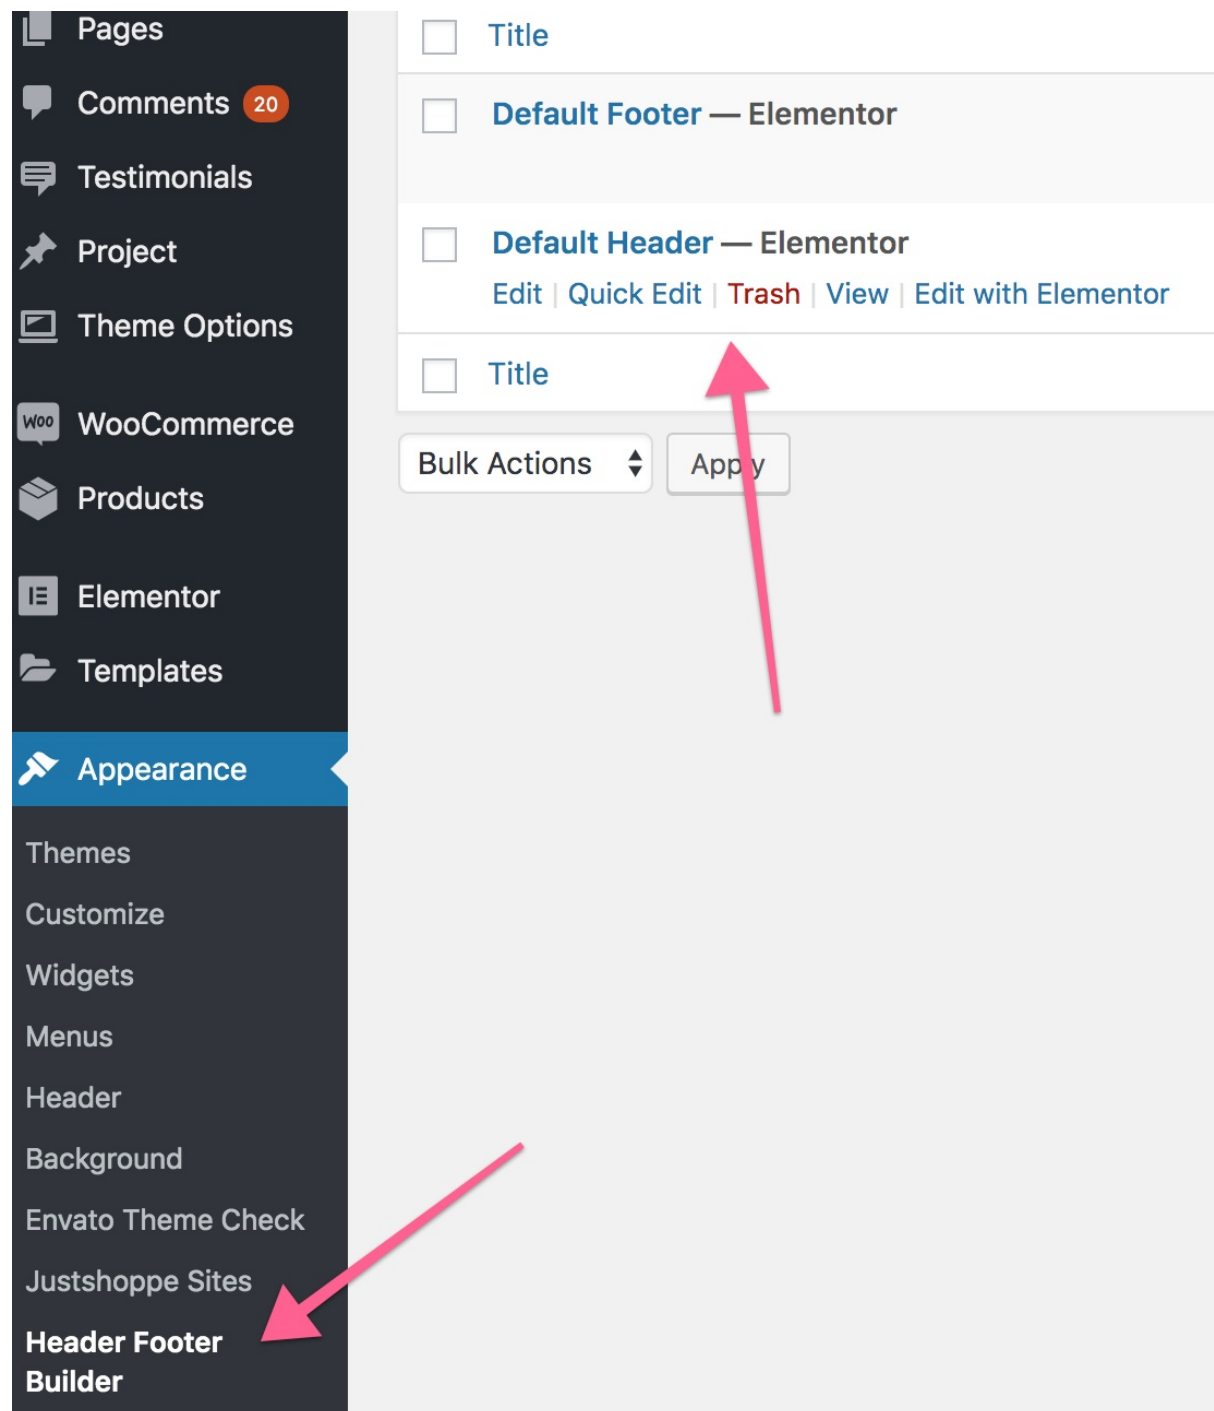 Pages
Comments 20
Testimonials
Project
Theme Options
Woo WooCommerce
Products
Elementor
Templates
Appearance
Themes
Customize
Widgets
Menus
Header
Background
Envato Theme Check
Justshoppe Sites
Header Footer
Builder
Title
Default Footer — Elementor
Default Header — Elementor
Edit | Quick Edit | Trash | View | Edit with Elementor
Title
Bulk Actions Apply